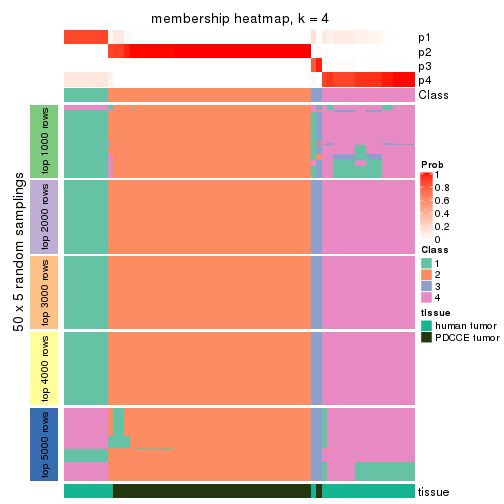 membership heatmap, k = 4
p1
p2
p3
p4
Class
50 x 5 random samplings
top 1000 rows
top 2000 rows
top 3000 rows
top 4000 rows
top 5000 rows
tissue
Prob
1
0.8
0.6
0.4
0.2
0
Class
1
2
3
4
tissue
human tumor
PDCCE tumor